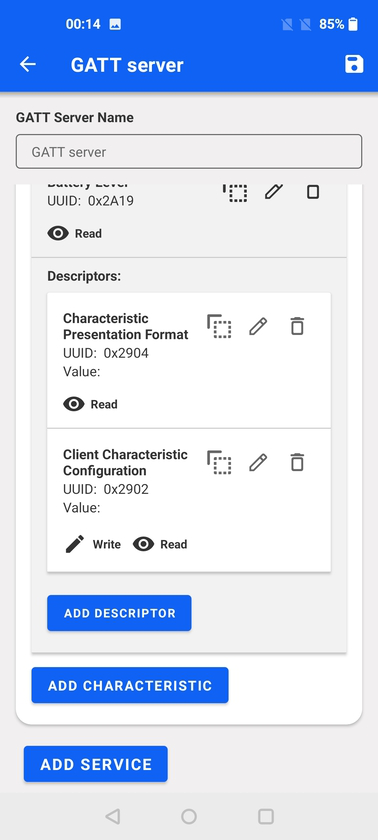 00:14
85%
GATT server
GATT Server Name
GATT server
Battery Level
UUID: 0x2A19
Read
Descriptors:
Characteristic
Presentation Format
UUID: 0x2904
Value:
Read
Client Characteristic
Configuration
UUID: 0x2902
Value:
Write Read
ADD DESCRIPTOR
ADD CHARACTERISTIC
ADD SERVICE